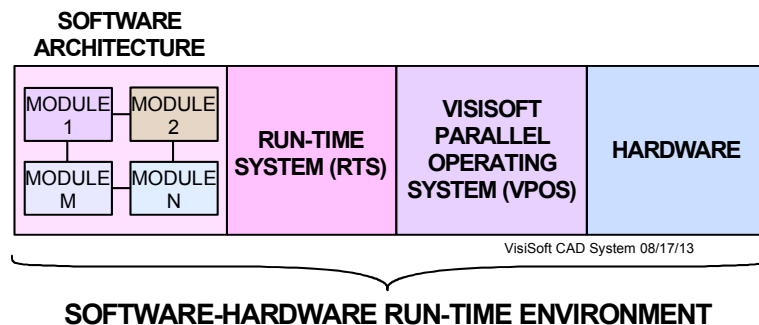 SOFTWARE
ARCHITECTURE
MODULE
1
MODULE
2
MODULE
M
MODULE
N
RUN-TIME
SYSTEM (RTS)
VISISOFT
PARALLEL
OPERATING
SYSTEM (VPOS)
HARDWARE
VisiSoft CAD System 08/17/13
SOFTWARE-HARDWARE RUN-TIME ENVIRONMENT